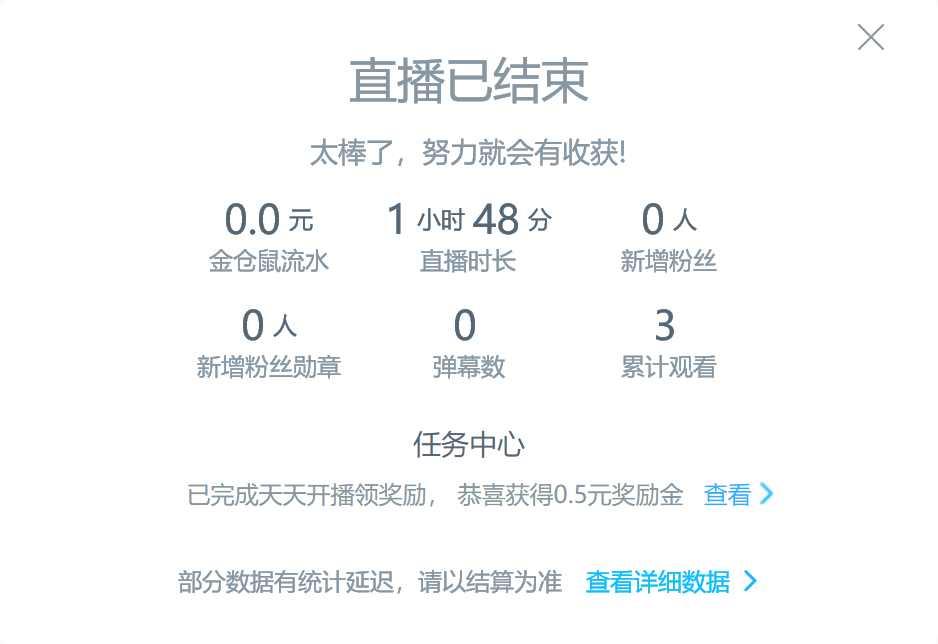 直播已结束
太棒了，努力就会有收获!
0.0 元 1 小时 48 分 0 人
金仓鼠流水 直播时长 新增粉丝
0 人 0 3
新增粉丝勋章 弹幕数 累计观看
任务中心
已完成天天开播领奖励， 恭喜获得0.5元奖励金 查看
部分数据有统计延迟，请以结算为准 查看详细数据